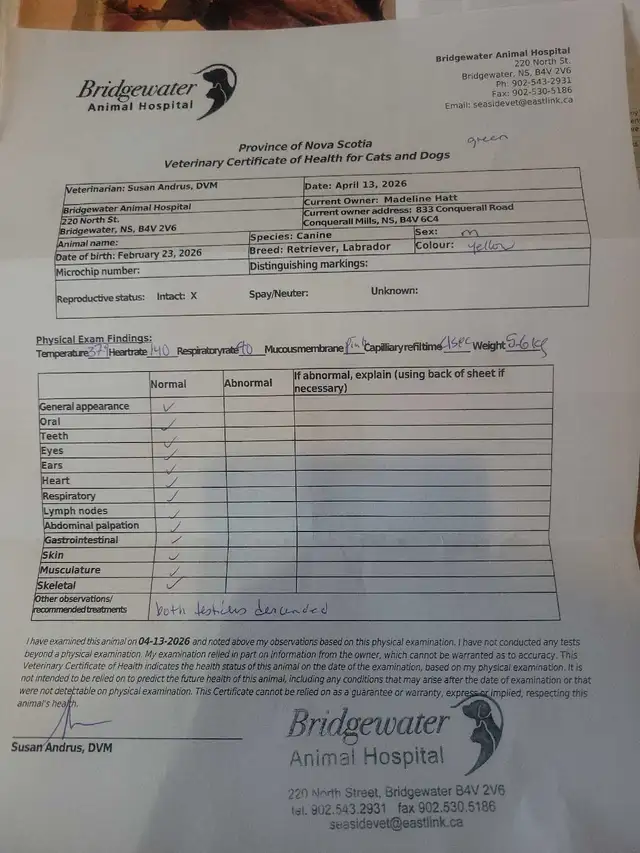 Bridgewater
Animal Hospital
Bridgewater Animal Hospital
220 North St.
Bridgewater, NS, B4V 2V6
Ph: 902-543-2931
Fax: 902-530-5186
Email: seasidevet@eastlink.ca
green
Province of Nova Scotia
Veterinary Certificate of Health for Cats and Dogs
Veterinarian: Susan Andrus, DVM Date: April 13, 2026
Bridgewater Animal Hospital
220 North St.
Bridgewater, NS, B4V 2V6
Current Owner: Madeline Hatt
Current owner address: 833 Conquerall Road
Conquerall Mills, NS, B4V 6C4
Animal name: Species: Canine Sex: m
Date of birth: February 23, 2026 Breed: Retriever, Labrador Colour: yellow
Microchip number: Distinguishing markings:
Reproductive status: Intact: X Spay/Neuter: Unknown:
Physical Exam Findings:
Temperature Heartrate 140 Respiratoryrate 40 Mucousmembrane pink Capilliaryrefiltime <1sec Weight 5.6 kg
Normal Abnormal If abnormal, explain (using back of sheet if
necessary)
General appearance ✓
Oral ✓
Teeth
Eyes ✓
Ears ✓
Heart ✓
Respiratory ✓
Lymph nodes ✓
Abdominal palpation ✓
Gastrointestinal ✓
Skin ✓
Musculature ✓
Skeletal ✓
Other observations/
recommended treatments
both testicles descended
I have examined this animal on 04-13-2026 and noted above my observations based on this physical examination. I have not conducted any tests
beyond a physical examination. My examination relied in part on information from the owner, which cannot be warranted as to accuracy. This
Veterinary Certificate of Health indicates the health status of this animal on the date of the examination, based on my physical examination. It is
not intended to be relied on to predict the future health of this animal, including any conditions that may arise after the date of examination or that
were not detectable on physical examination. This Certificate cannot be relied on as a guarantee or warranty, express or implied, respecting this
animal's health.
Susan Andrus, DVM
Bridgewater
Animal Hospital
220 North Street, Bridgewater B4V 2V6
tel. 902.543.2931 fax 902.530.5186
seasidevet@eastlink.ca